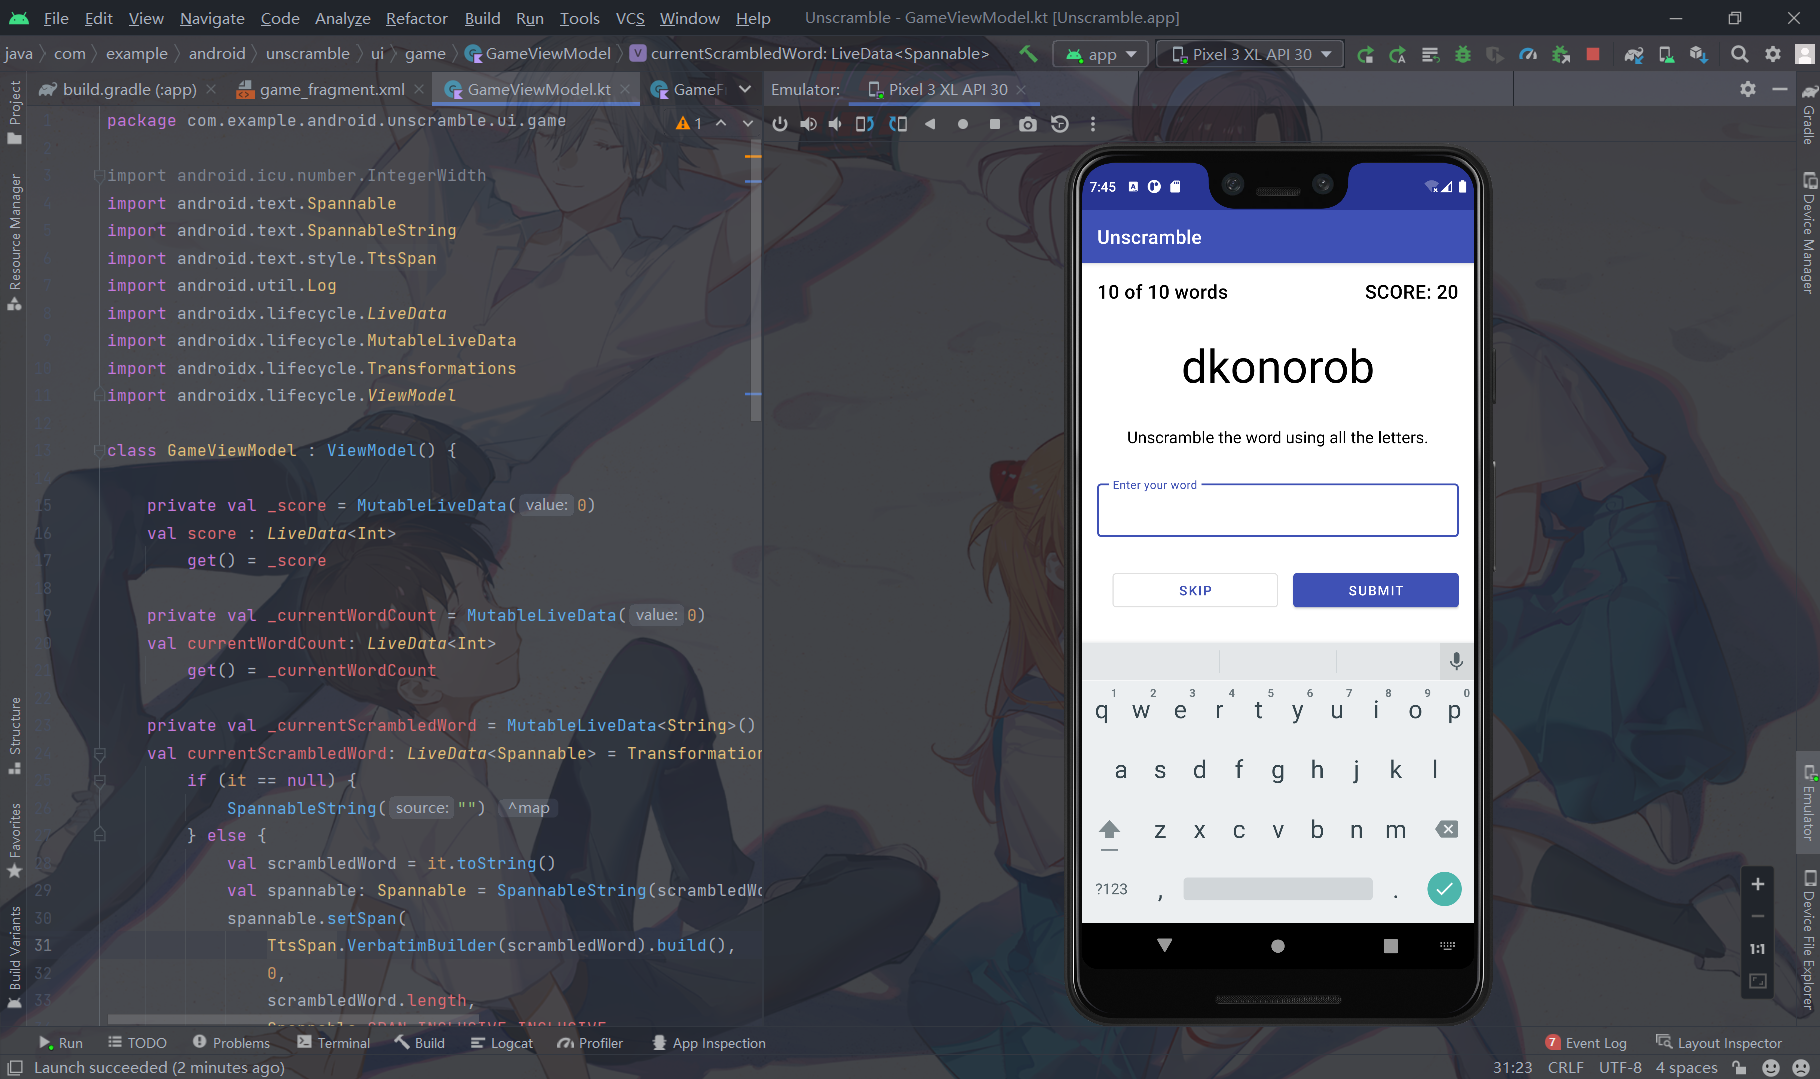 File Edit View Navigate Code Analyze Refactor Build Run Tools VCS Window Help Unscramble - GameViewModel.kt [Unscramble.app]
java com example android unscramble ui game GameViewModel V currentScrambledWord: LiveData<Spannable> app Pixel 3 XL API 30
build.gradle (:app) game_fragment.xml GameViewModel.kt GameF Emulator: Pixel 3 XL API 30
Project
Resource Manager
Structure
Favorites
Build Variants
1
package com.example.android.unscramble.ui.game
import android.icu.number.IntegerWidth
import android.text.Spannable
import android.text.SpannableString
import android.text.style.TtsSpan
import android.util.Log
import androidx.lifecycle.LiveData
import androidx.lifecycle.MutableLiveData
import androidx.lifecycle.Transformations
import androidx.lifecycle.ViewModel
class GameViewModel : ViewModel() {
private val _score = MutableLiveData( value: 0)
val score : LiveData<Int>
get() = _score
private val _currentWordCount = MutableLiveData( value: 0)
val currentWordCount: LiveData<Int>
get() = _currentWordCount
private val _currentScrambledWord = MutableLiveData<String>()
val currentScrambledWord: LiveData<Spannable> = Transformation
if (it == null) {
SpannableString( source: "") ^map
} else {
val scrambledWord = it.toString()
29 val spannable: Spannable = SpannableString(scrambledWo
30 spannable.setSpan(
31 TtsSpan.VerbatimBuilder(scrambledWord).build(),
32 0,
33 scrambledWord.length,
Spannable.SPAN_INCLUSIVE_INCLUSIVE
7:45
Unscramble
10 of 10 words SCORE: 20
dkonorob
Unscramble the word using all the letters.
Enter your word
SKIP SUBMIT
1 2 3 4 5 6 7 8 9 0
q w e r t y u i o p
a s d f g h j k l
z x c v b n m
?123 , .
1:1
Gradle
Device Manager
Emulator
Device File Explorer
Run TODO Problems Terminal Build Logcat Profiler App Inspection 7 Event Log Layout Inspector
Launch succeeded (2 minutes ago) 31:23 CRLF UTF-8 4 spaces